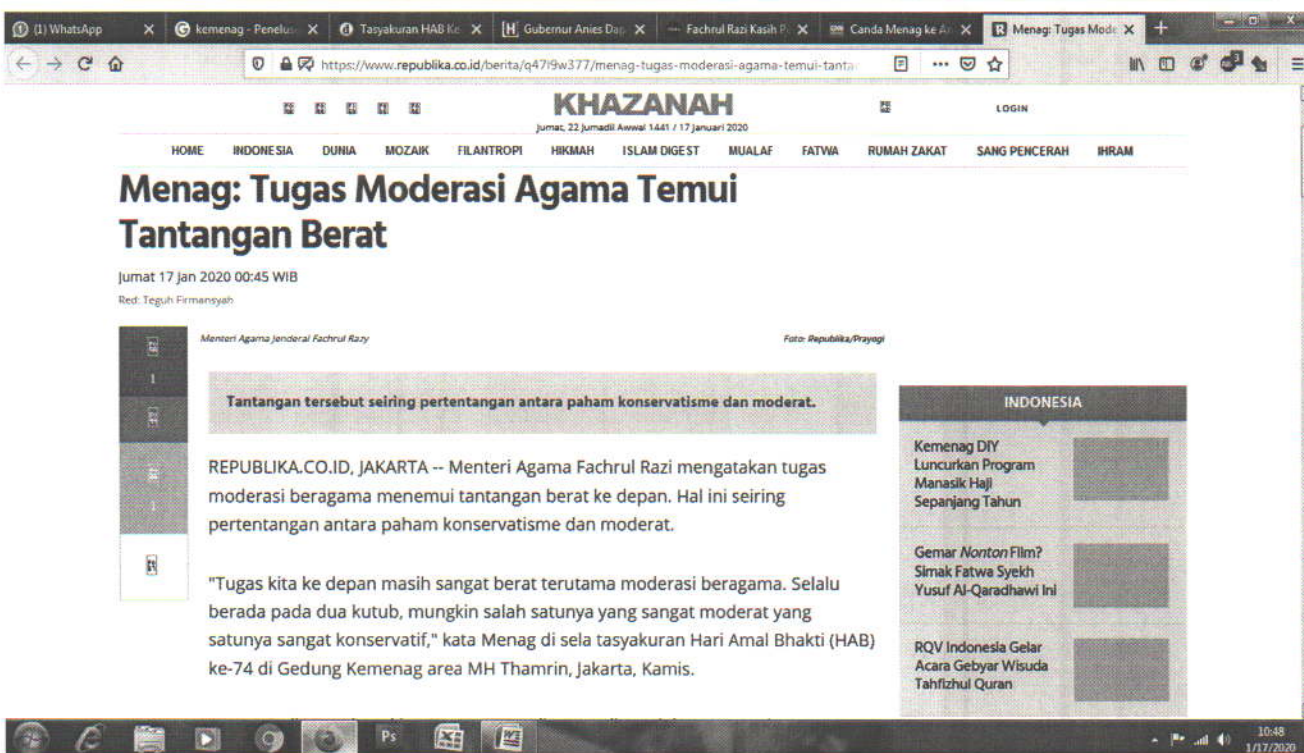 (1) WhatsApp
kemenag - Penelus
Tasyakuran HAB Ke
Gubernur Anies Dap
Fachrul Razi Kasih P
Canda Menag ke An
Menag: Tugas Mode
https://www.republika.co.id/berita/q47l9w377/menag-tugas-moderasi-agama-temui-tanta
KHAZANAH
LOGIN
Jumat, 22 Jumadil Awwal 1441 / 17 Januari 2020
HOME INDONESIA DUNIA MOZAIK FILANTROPI HIKMAH ISLAM DIGEST MUALAF FATWA RUMAH ZAKAT SANG PENCERAH IHRAM
Menag: Tugas Moderasi Agama Temui
Tantangan Berat
Jumat 17 Jan 2020 00:45 WIB
Red: Teguh Firmansyah
Menteri Agama Jenderal Fachrul Razy
Foto: Republika/Prayogi
1
1
Tantangan tersebut seiring pertentangan antara paham konservatisme dan moderat.
REPUBLIKA.CO.ID, JAKARTA -- Menteri Agama Fachrul Razi mengatakan tugas
moderasi beragama menemui tantangan berat ke depan. Hal ini seiring
pertentangan antara paham konservatisme dan moderat.
"Tugas kita ke depan masih sangat berat terutama moderasi beragama. Selalu
berada pada dua kutub, mungkin salah satunya yang sangat moderat yang
satunya sangat konservatif," kata Menag di sela tasyakuran Hari Amal Bhakti (HAB)
ke-74 di Gedung Kemenag area MH Thamrin, Jakarta, Kamis.
INDONESIA
Kemenag DIY
Luncurkan Program
Manasik Haji
Sepanjang Tahun
Gemar Nonton Film?
Simak Fatwa Syekh
Yusuf Al-Qaradhawi Ini
RQV Indonesia Gelar
Acara Gebyar Wisuda
Tahfizhul Quran
Ps
10:48
1/17/2020